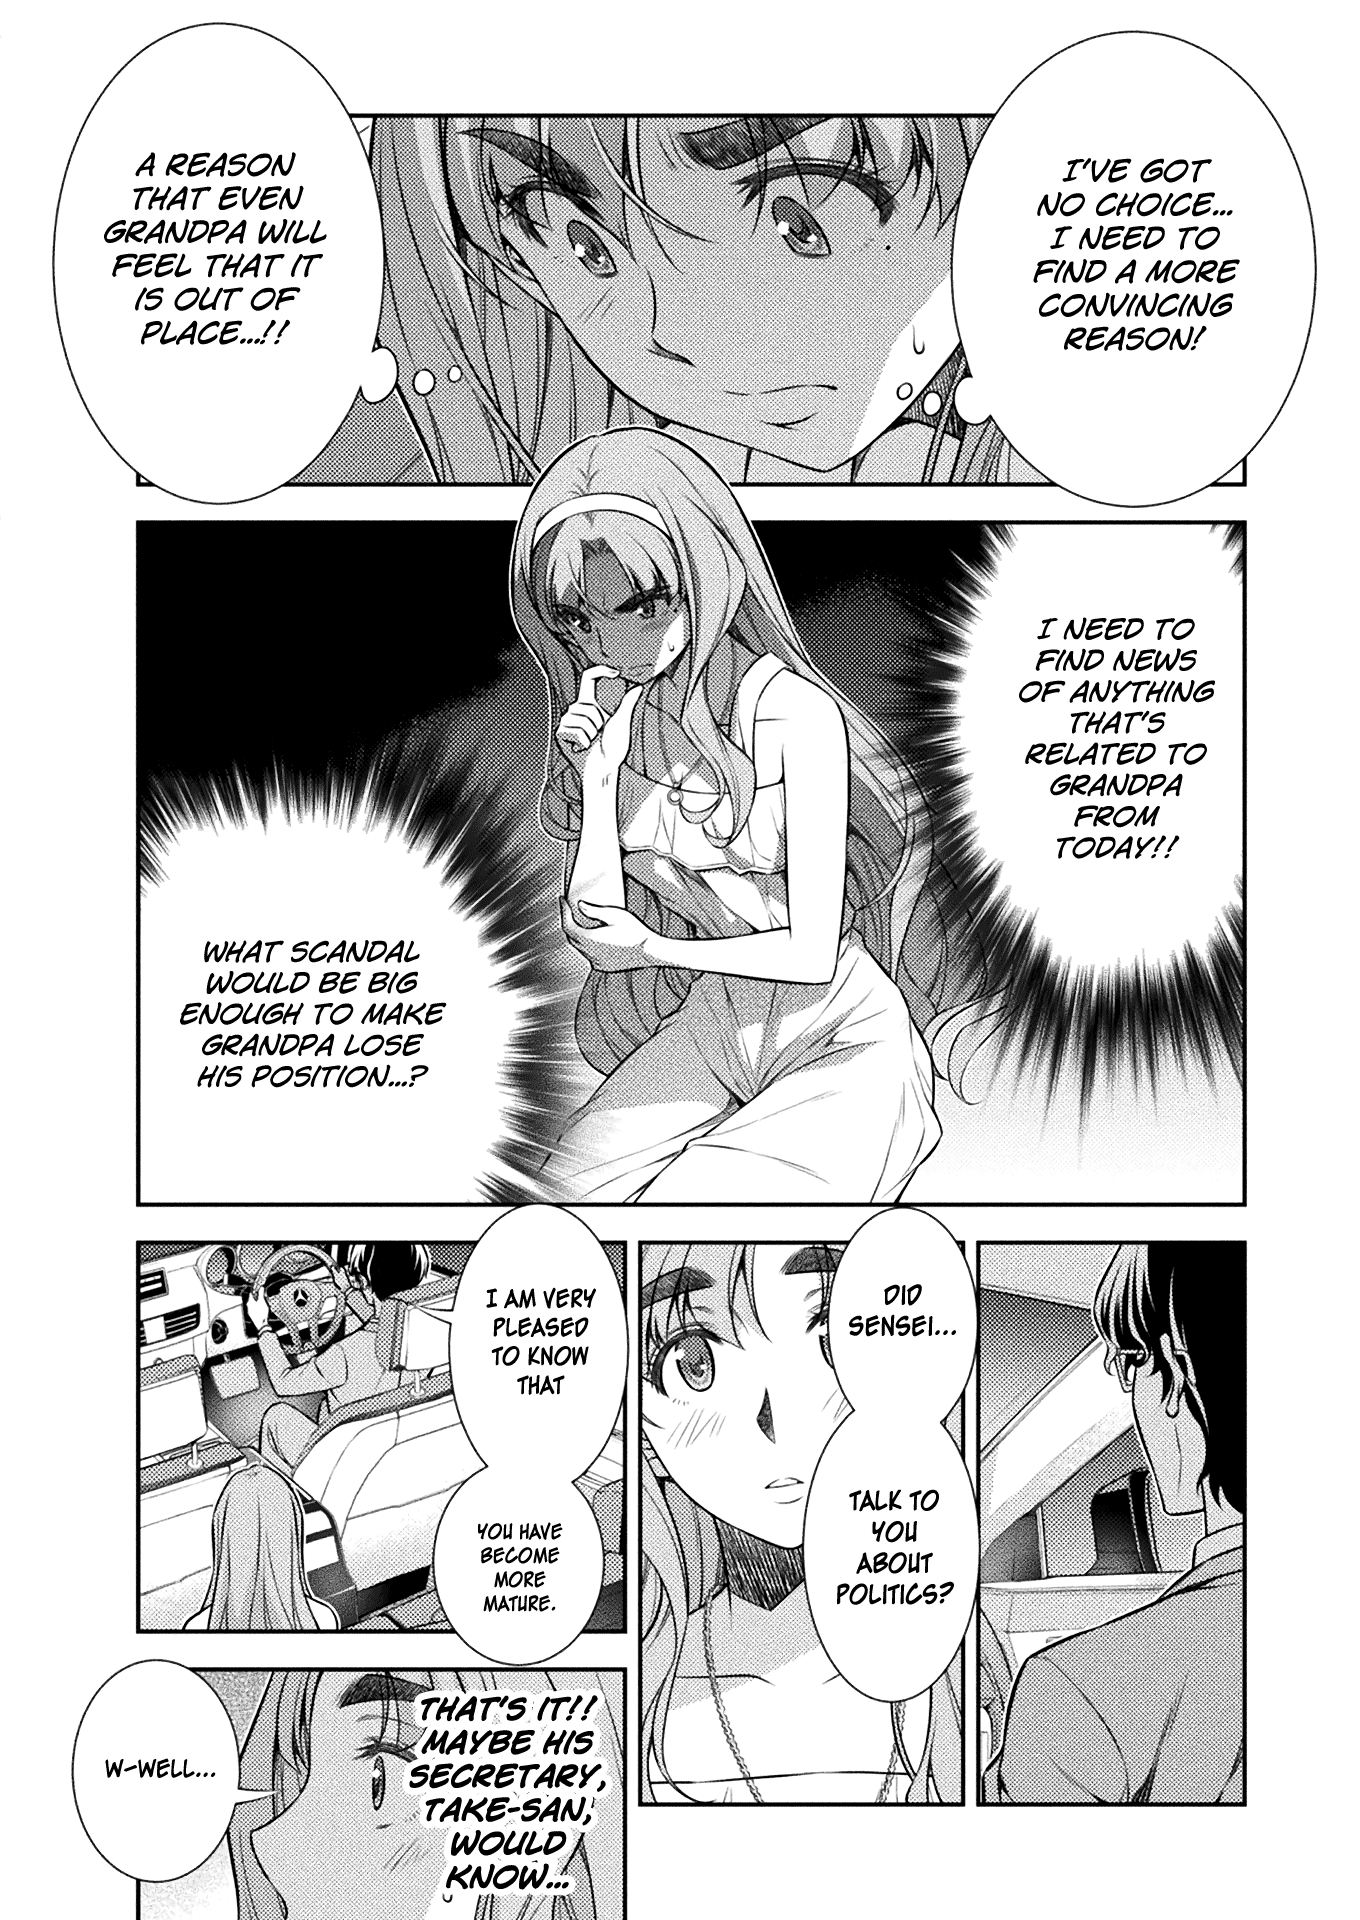 I'VE GOT
NO CHOICE...
I NEED TO
FIND A MORE
CONVINCING
REASON!
A REASON
THAT EVEN
GRANDPA WILL
FEEL THAT IT
IS OUT OF
PLACE...!!
I NEED TO
FIND NEWS
OF ANYTHING
THAT'S
RELATED TO
GRANDPA
FROM
TODAY!!
WHAT SCANDAL
WOULD BE BIG
ENOUGH TO MAKE
GRANDPA LOSE
HIS POSITION...?
DID
SENSEI...
TALK TO
YOU
ABOUT
POLITICS?
I AM VERY
PLEASED
TO KNOW
THAT
YOU HAVE
BECOME
MORE
MATURE.
THAT'S IT!!
MAYBE HIS
SECRETARY,
TAKE-SAN,
WOULD
KNOW...
W-WELL...